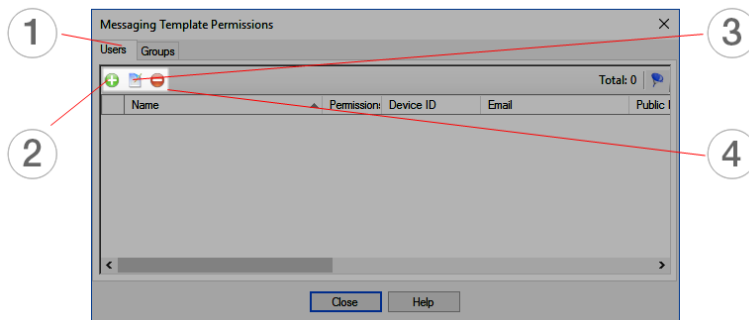 Messaging Template Permissions
1
3
Users Groups
Total: 0
Name Permission: Device ID Email Public I
2
4
Close Help